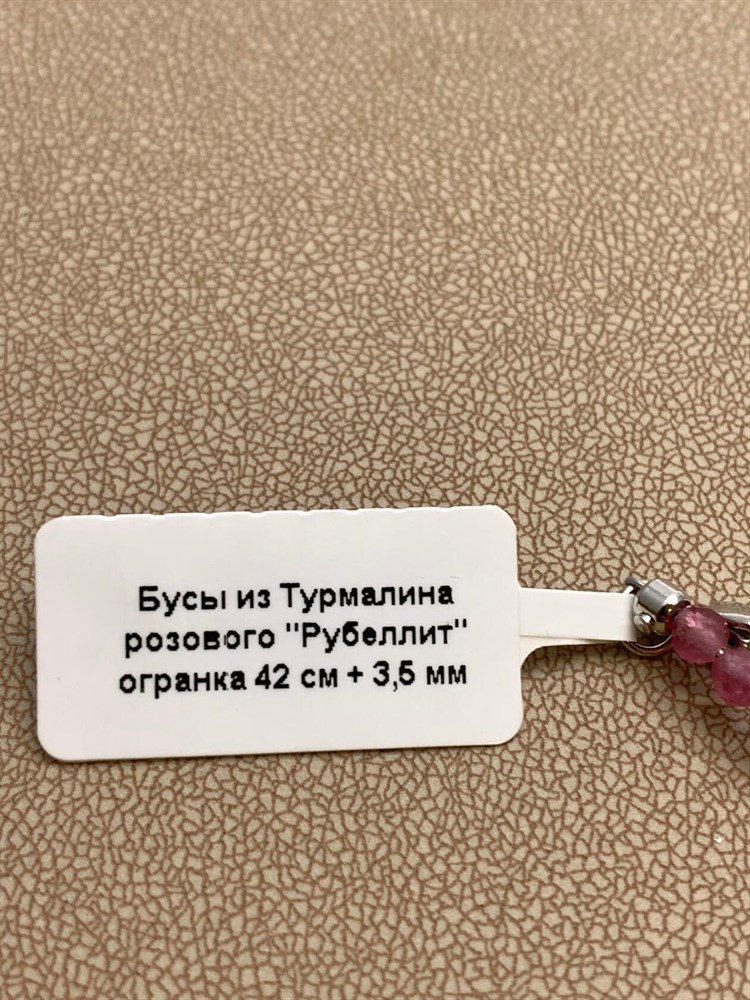 Бусы из Турмалина
розового "Рубеллит"
огранка 42 см + 3,5 мм